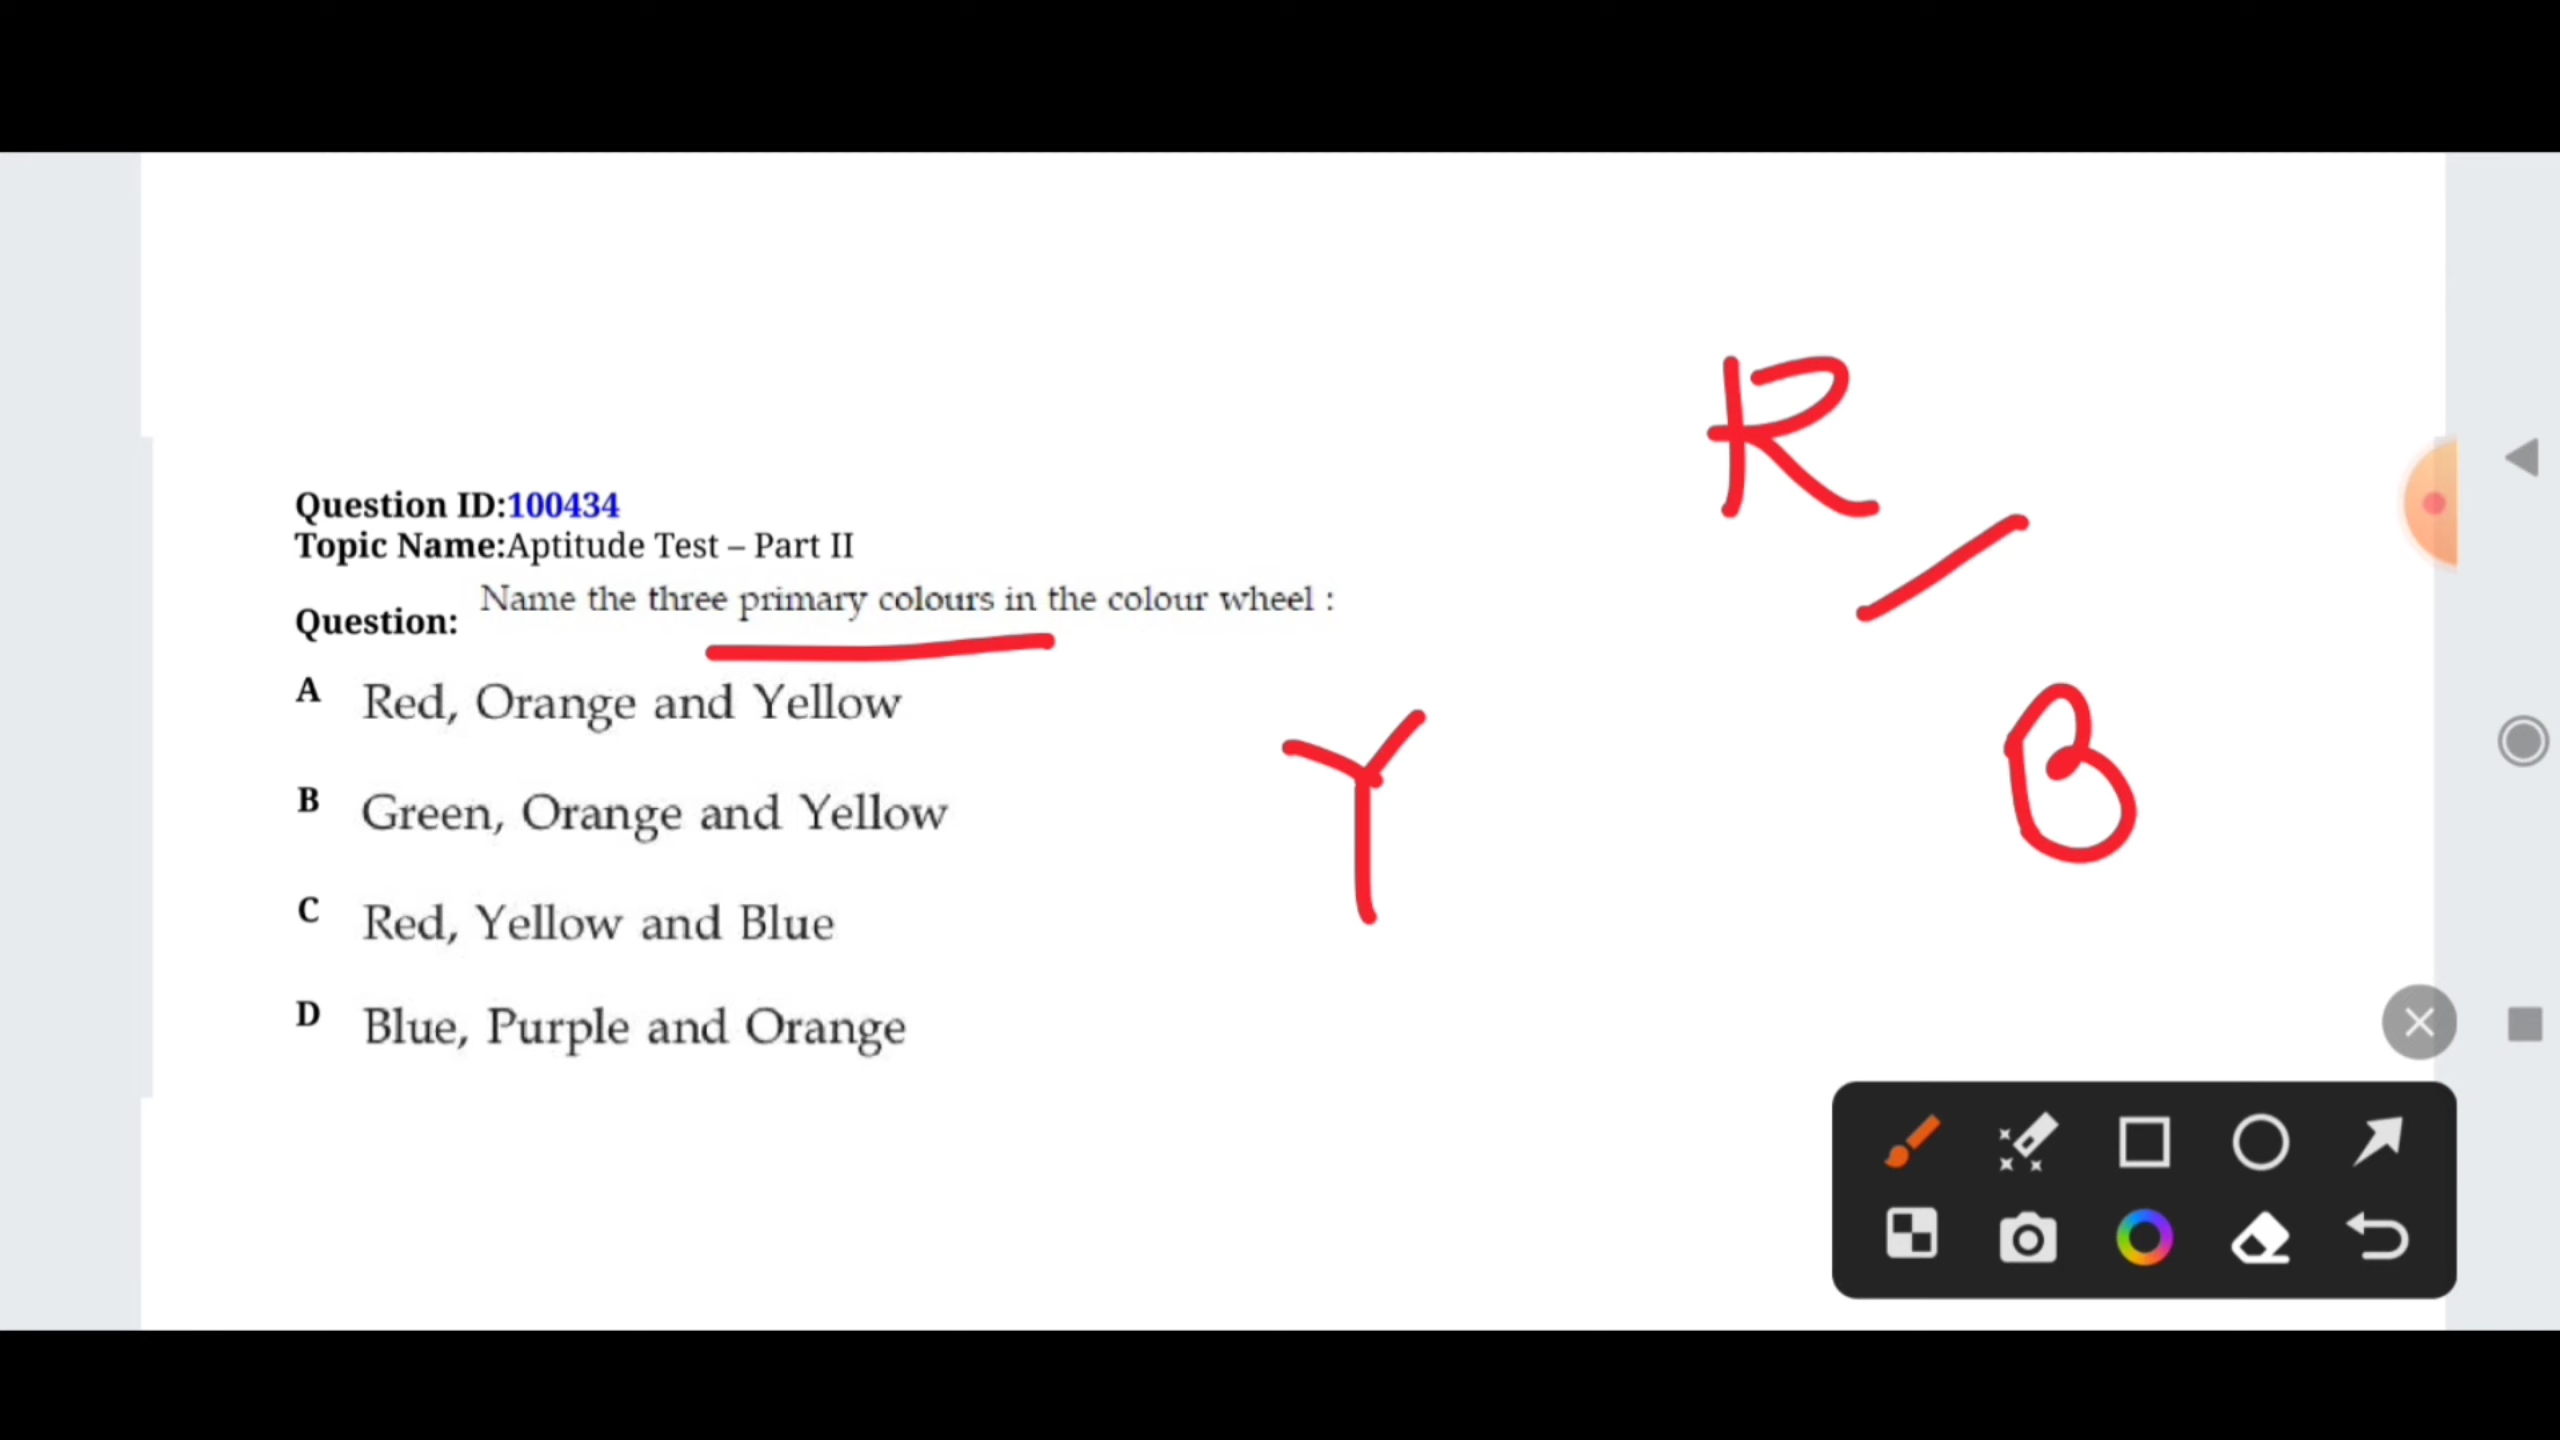 Question ID:100434
Topic Name:Aptitude Test – Part II
Question: Name the three primary colours in the colour wheel :
A Red, Orange and Yellow
B Green, Orange and Yellow
C Red, Yellow and Blue
D Blue, Purple and Orange
R
Y
B